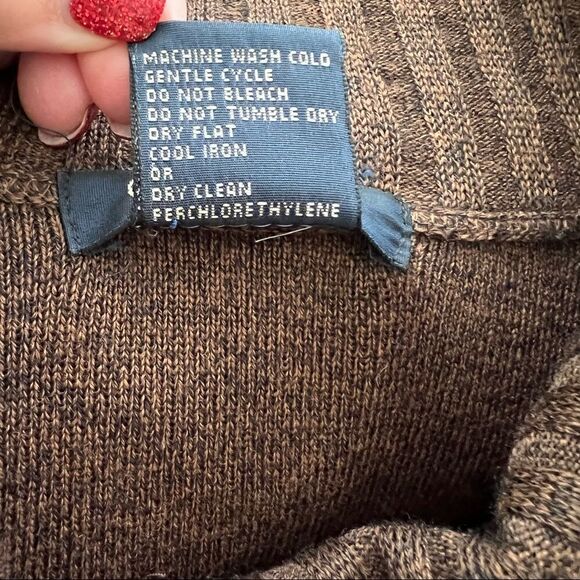 MACHINE WASH COLD
GENTLE CYCLE
DO NOT BLEACH
DO NOT TUMBLE DRY
DRY FLAT
COOL IRON
OR
DRY CLEAN
PERCHLORETHYLENE